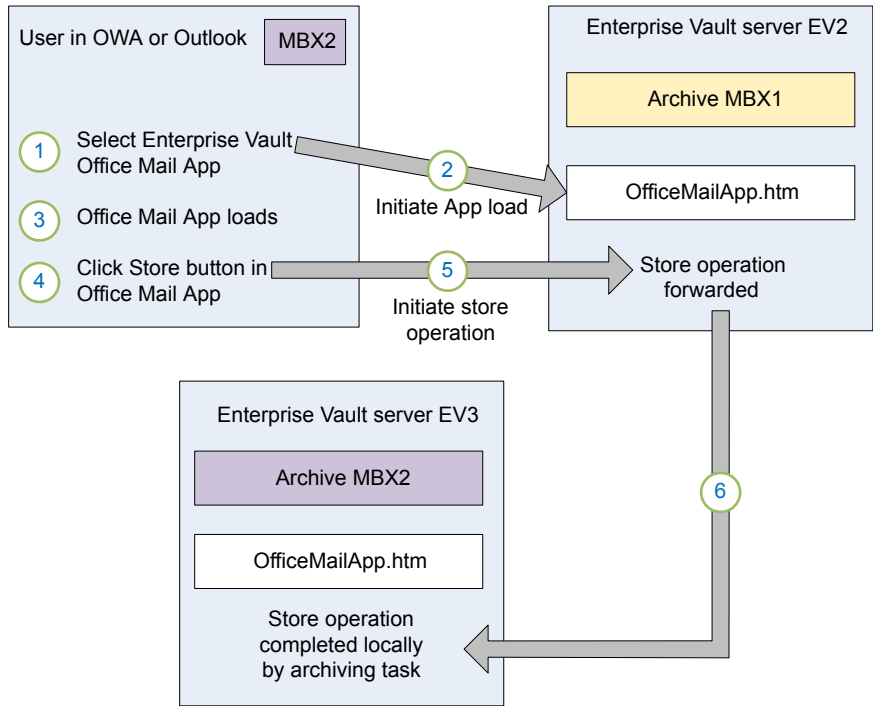 User in OWA or Outlook
MBX2
1
Select Enterprise Vault
Office Mail App
3
Office Mail App loads
4
Click Store button in
Office Mail App
2
Initiate App load
5
Initiate store
operation
Enterprise Vault server EV2
Archive MBX1
OfficeMailApp.htm
Store operation
forwarded
6
Enterprise Vault server EV3
Archive MBX2
OfficeMailApp.htm
Store operation
completed locally
by archiving task